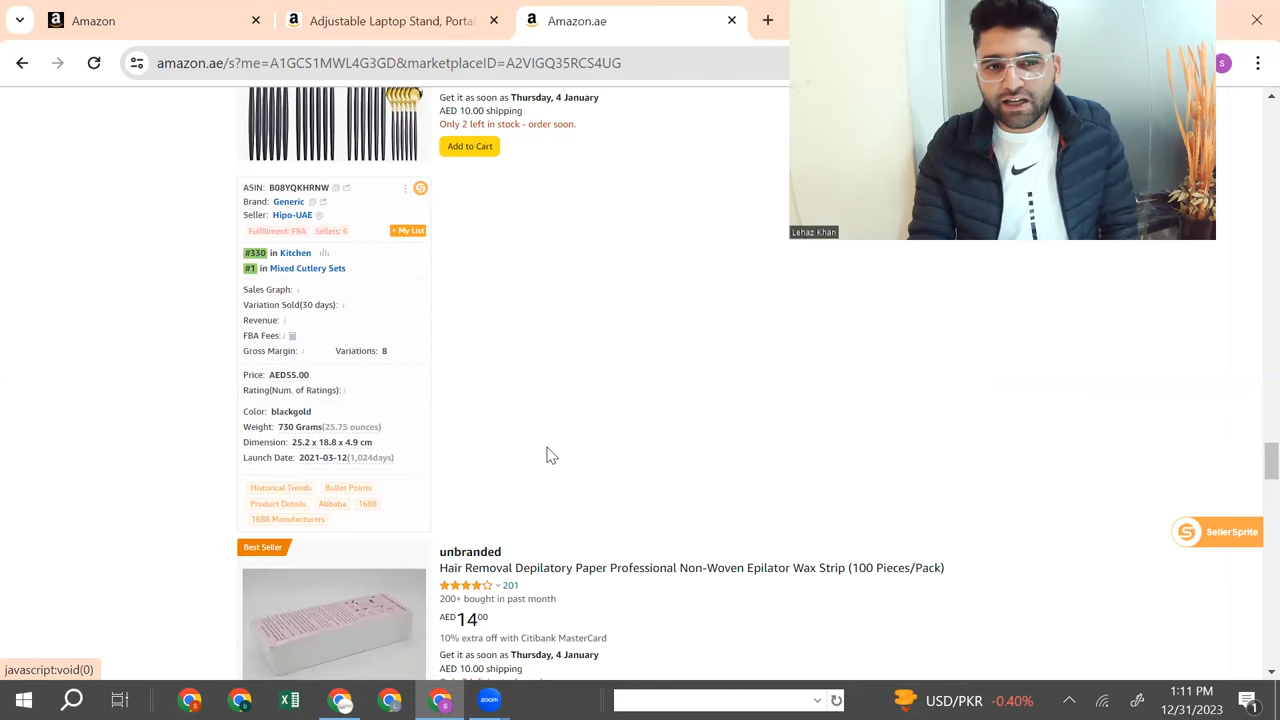 Amazon
Adjustable Laptop Stand, Porta
Amazon.ae
amazon.ae/s?me=A1GCS1MWL4G3GD&marketplaceID=A2VIGQ35RCS4UG
S
Get it as soon as Thursday, 4 January
AED 10.00 shipping
Only 2 left in stock - order soon.
Add to Cart
ASIN: B08YQKHRNW
Brand: Generic
Seller: Hipo-UAE
Fulfillment: FBA Sellers: 6 + My List
#330 in Kitchen
#1 in Mixed Cutlery Sets
Sales Graph:
Variation Sold(30 days):
Revenue:
FBA Fees:
Gross Margin: Variations: 8
Price: AED55.00
Rating(Num. of Ratings):
Color: blackgold
Weight: 730 Grams(25.75 ounces)
Dimension: 25.2 x 18.8 x 4.9 cm
Launch Date: 2021-03-12(1,024days)
Historical Trends Bullet Points
Product Details Alibaba 1688
1688 Manufacturers
Lehaz Khan
SellerSprite
Best Seller
unbranded
Hair Removal Depilatory Paper Professional Non-Woven Epilator Wax Strip (100 Pieces/Pack)
201
200+ bought in past month
AED 14 00
10% extra off with Citibank MasterCard
Get it as soon as Thursday, 4 January
AED 10.00 shipping
javascript:void(0)
zoom
USD/PKR -0.40%
1:11 PM
12/31/2023
1